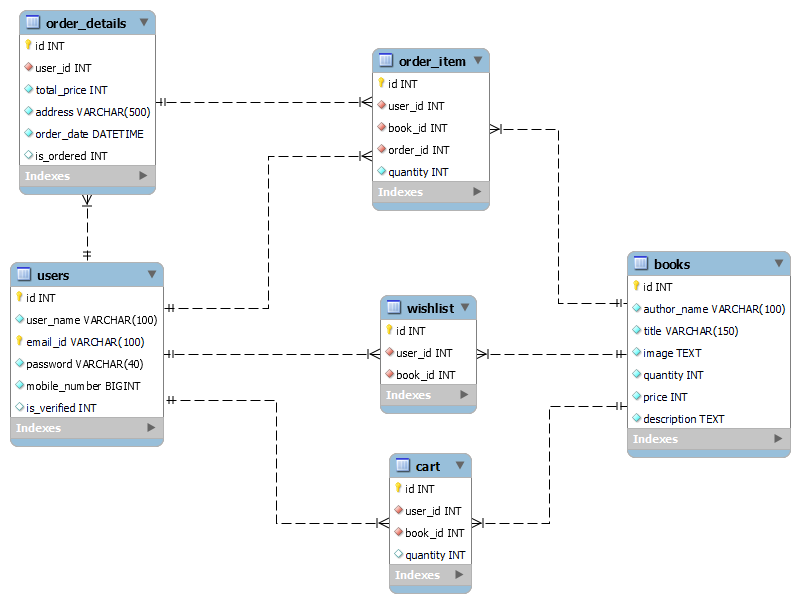 order_details
id INT
user_id INT
total_price INT
address VARCHAR(500)
order_date DATETIME
is_ordered INT
Indexes
order_item
id INT
user_id INT
book_id INT
order_id INT
quantity INT
Indexes
users
id INT
user_name VARCHAR(100)
email_id VARCHAR(100)
password VARCHAR(40)
mobile_number BIGINT
is_verified INT
Indexes
wishlist
id INT
user_id INT
book_id INT
Indexes
books
id INT
author_name VARCHAR(100)
title VARCHAR(150)
image TEXT
quantity INT
price INT
description TEXT
Indexes
cart
id INT
user_id INT
book_id INT
quantity INT
Indexes